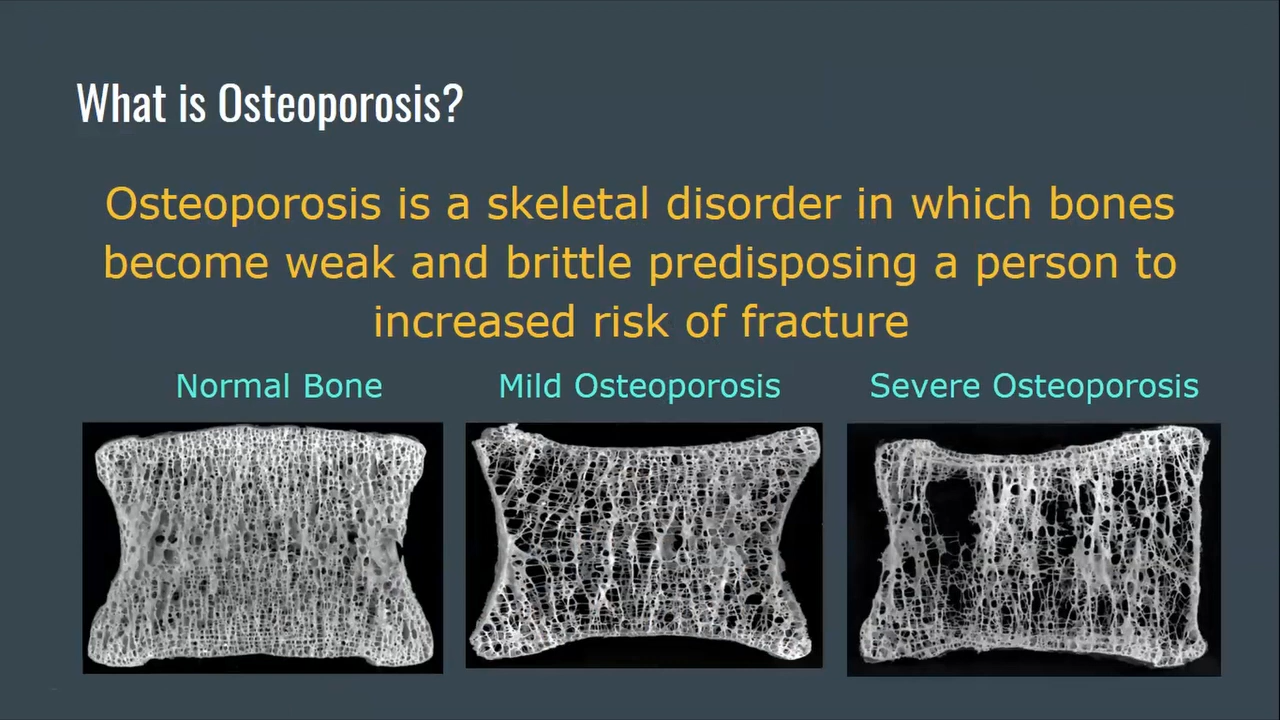 What is Osteoporosis?
Osteoporosis is a skeletal disorder in which bones
become weak and brittle predisposing a person to
increased risk of fracture
Normal Bone
Mild Osteoporosis
Severe Osteoporosis